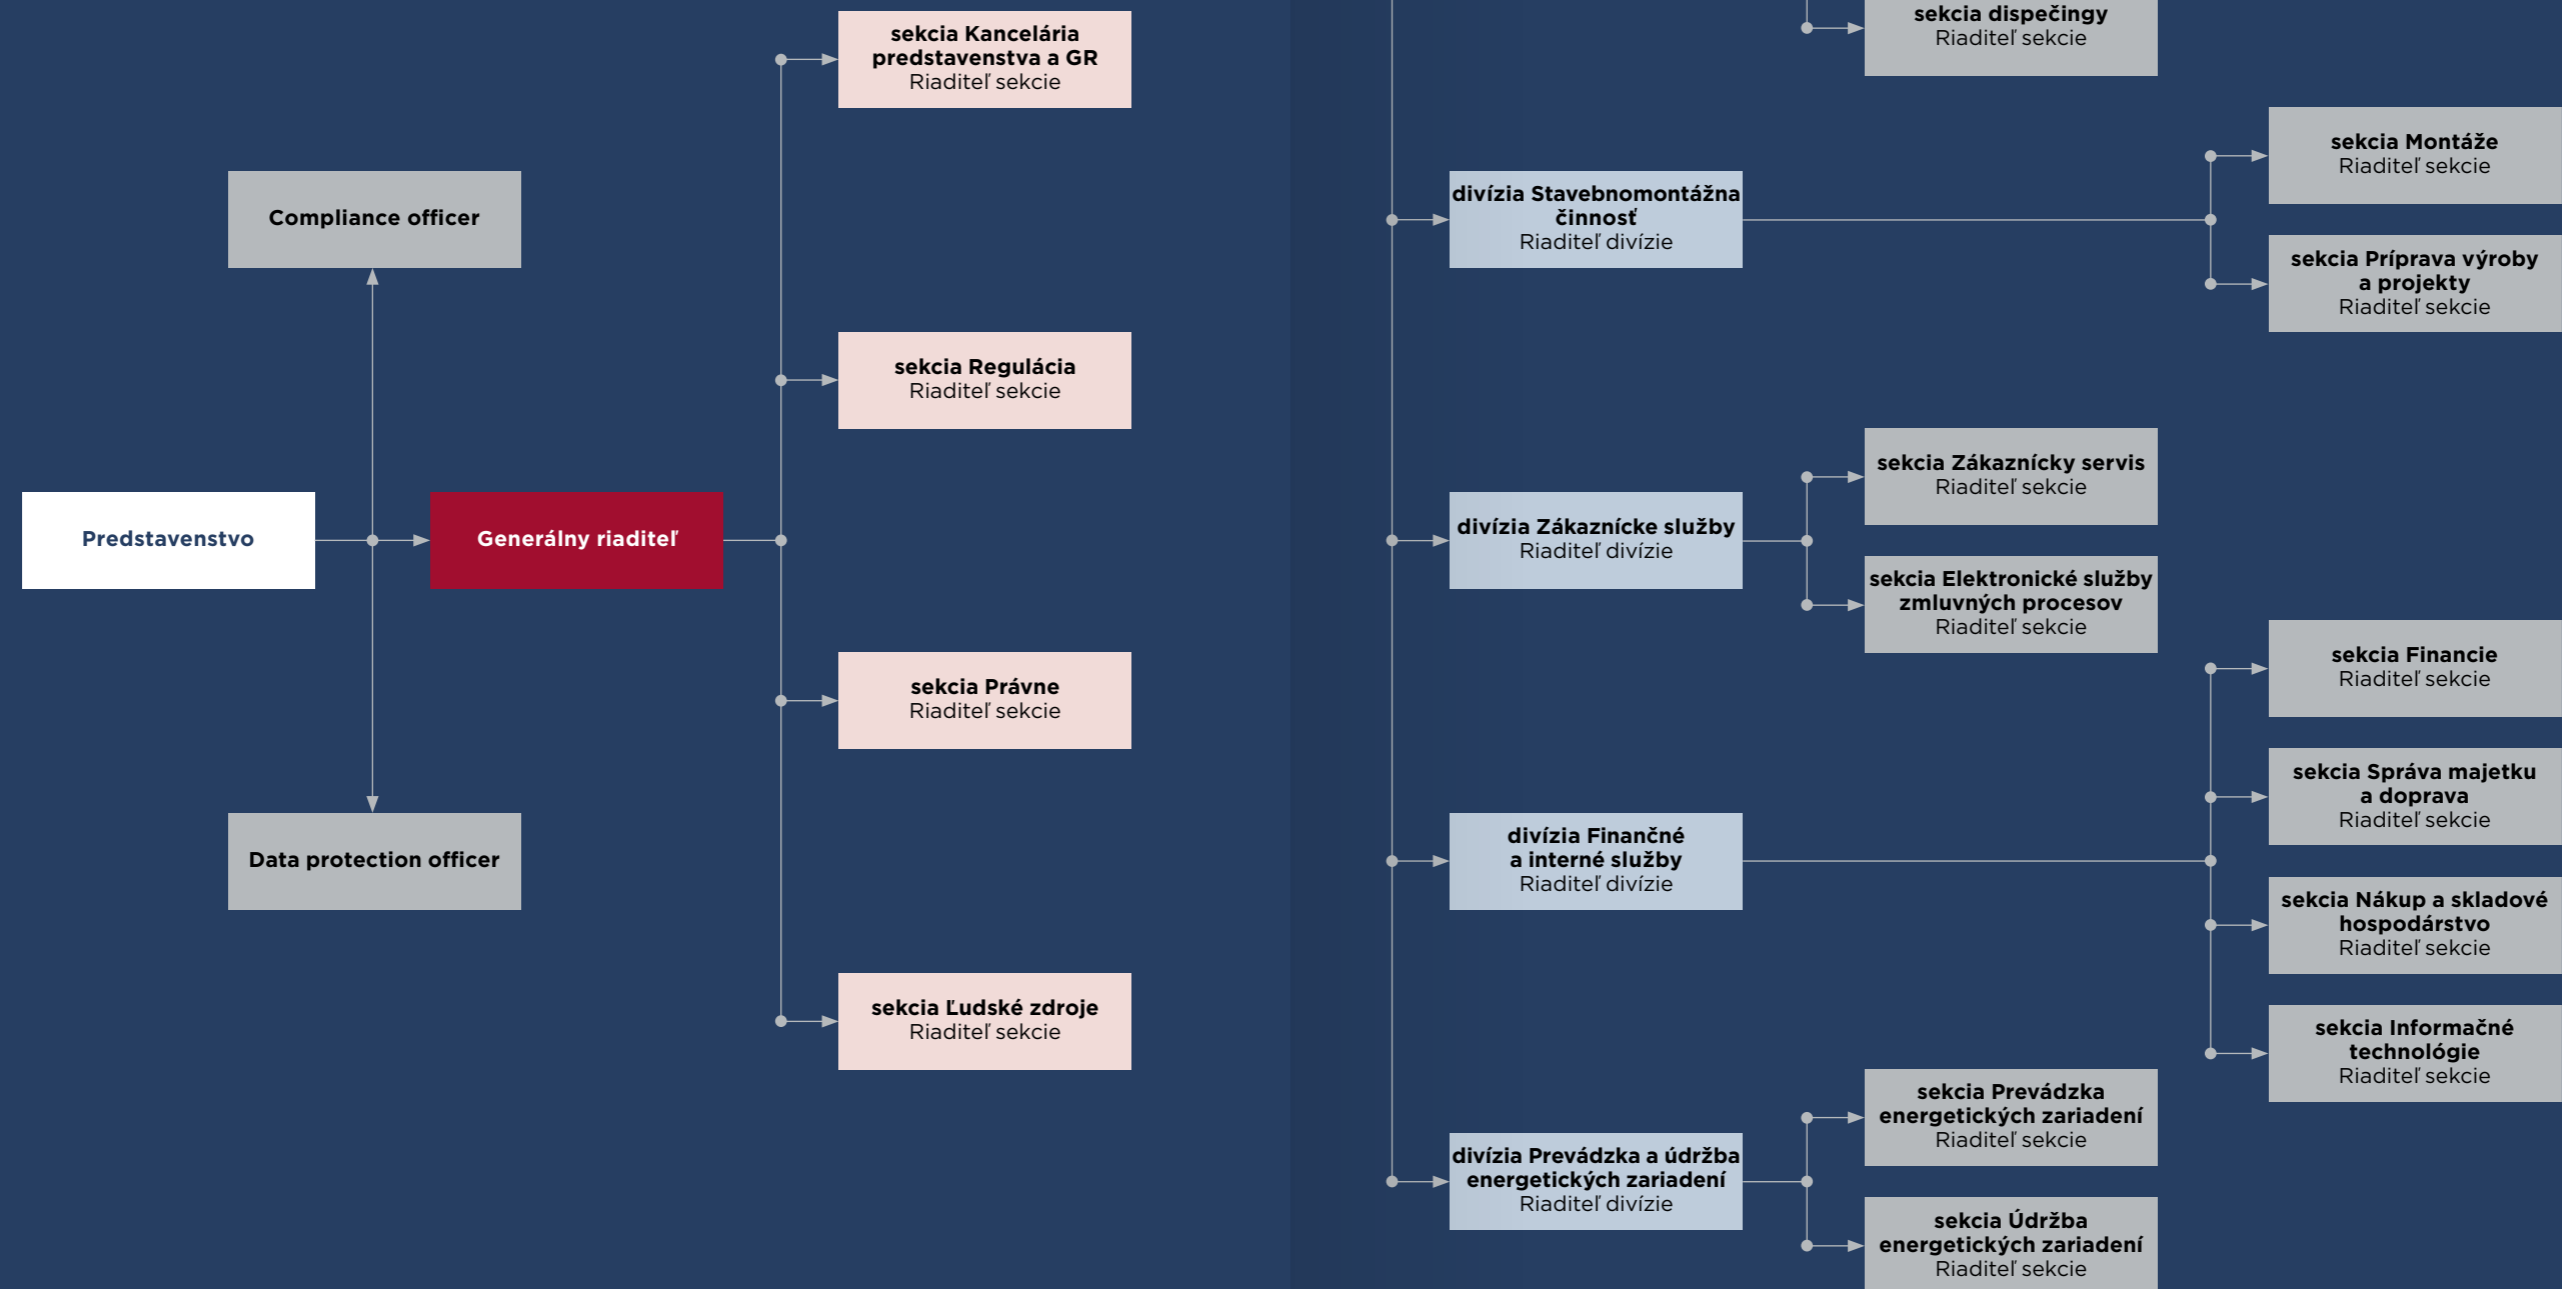 sekcia Kancelária
predstavenstva a GR
Riaditeľ sekcie
Compliance officer
sekcia Regulácia
Riaditeľ sekcie
Predstavenstvo
Generálny riaditeľ
sekcia Právne
Riaditeľ sekcie
Data protection officer
sekcia Ľudské zdroje
Riaditeľ sekcie
sekcia dispečingy
Riaditeľ sekcie
divízia Stavebnomontážna
činnosť
Riaditeľ divízie
sekcia Montáže
Riaditeľ sekcie
sekcia Príprava výroby
a projekty
Riaditeľ sekcie
divízia Zákaznícke služby
Riaditeľ divízie
sekcia Zákaznícky servis
Riaditeľ sekcie
sekcia Elektronické služby
zmluvných procesov
Riaditeľ sekcie
divízia Finančné
a interné služby
Riaditeľ divízie
sekcia Financie
Riaditeľ sekcie
sekcia Správa majetku
a doprava
Riaditeľ sekcie
sekcia Nákup a skladové
hospodárstvo
Riaditeľ sekcie
sekcia Informačné
technológie
Riaditeľ sekcie
divízia Prevádzka a údržba
energetických zariadení
Riaditeľ divízie
sekcia Prevádzka
energetických zariadení
Riaditeľ sekcie
sekcia Údržba
energetických zariadení
Riaditeľ sekcie